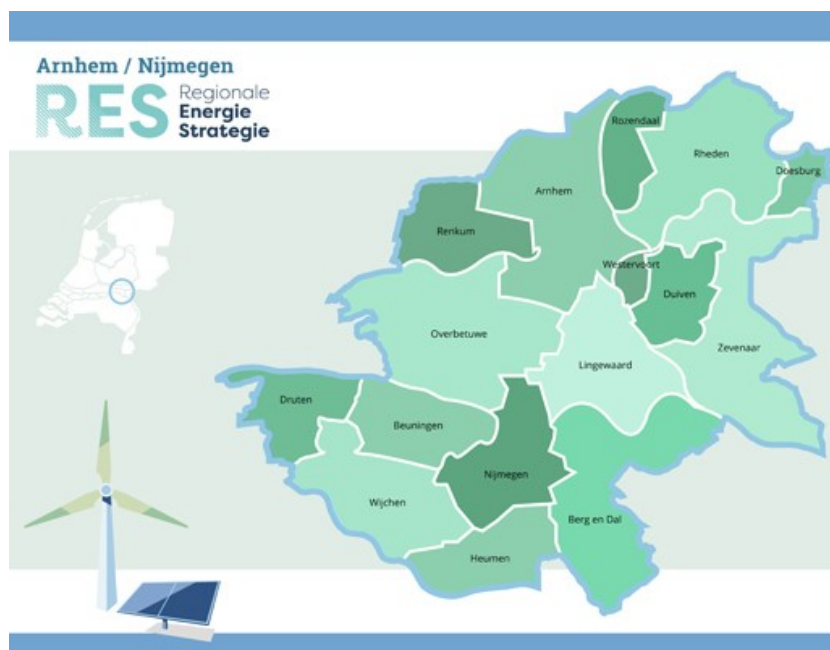 Arnhem / Nijmegen
RES
Regionale
Energie
Strategie
Rozendaal
Rheden
Doesburg
Arnhem
Renkum
Westervoort
Duiven
Overbetuwe
Zevenaar
Lingewaard
Druten
Beuningen
Nijmegen
Wijchen
Berg en Dal
Heumen